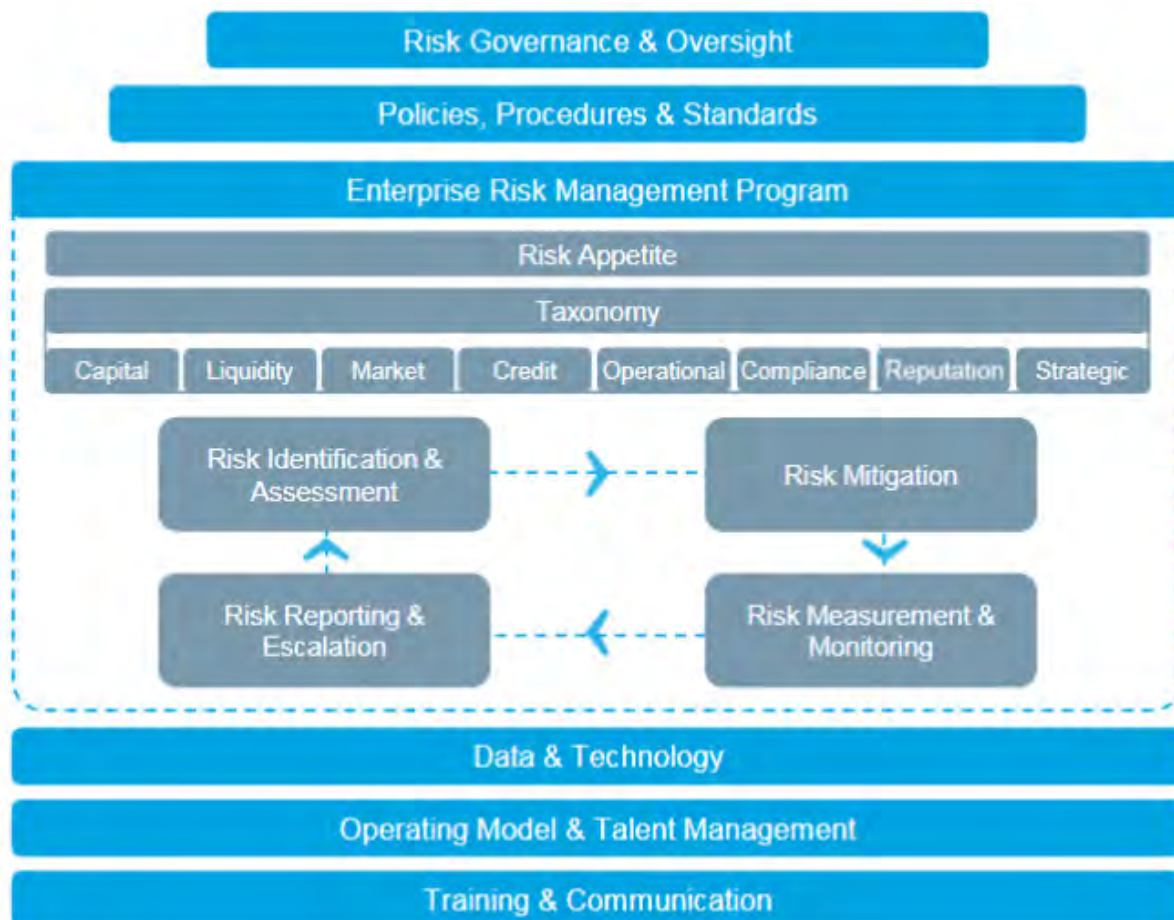 Risk Governance & Oversight
Policies, Procedures & Standards
Enterprise Risk Management Program
Risk Appetite
Taxonomy
Capital Liquidity Market Credit Operational Compliance Reputation Strategic
Risk Identification &
Assessment
Risk Mitigation
Risk Reporting &
Escalation
Risk Measurement &
Monitoring
Data & Technology
Operating Model & Talent Management
Training & Communication